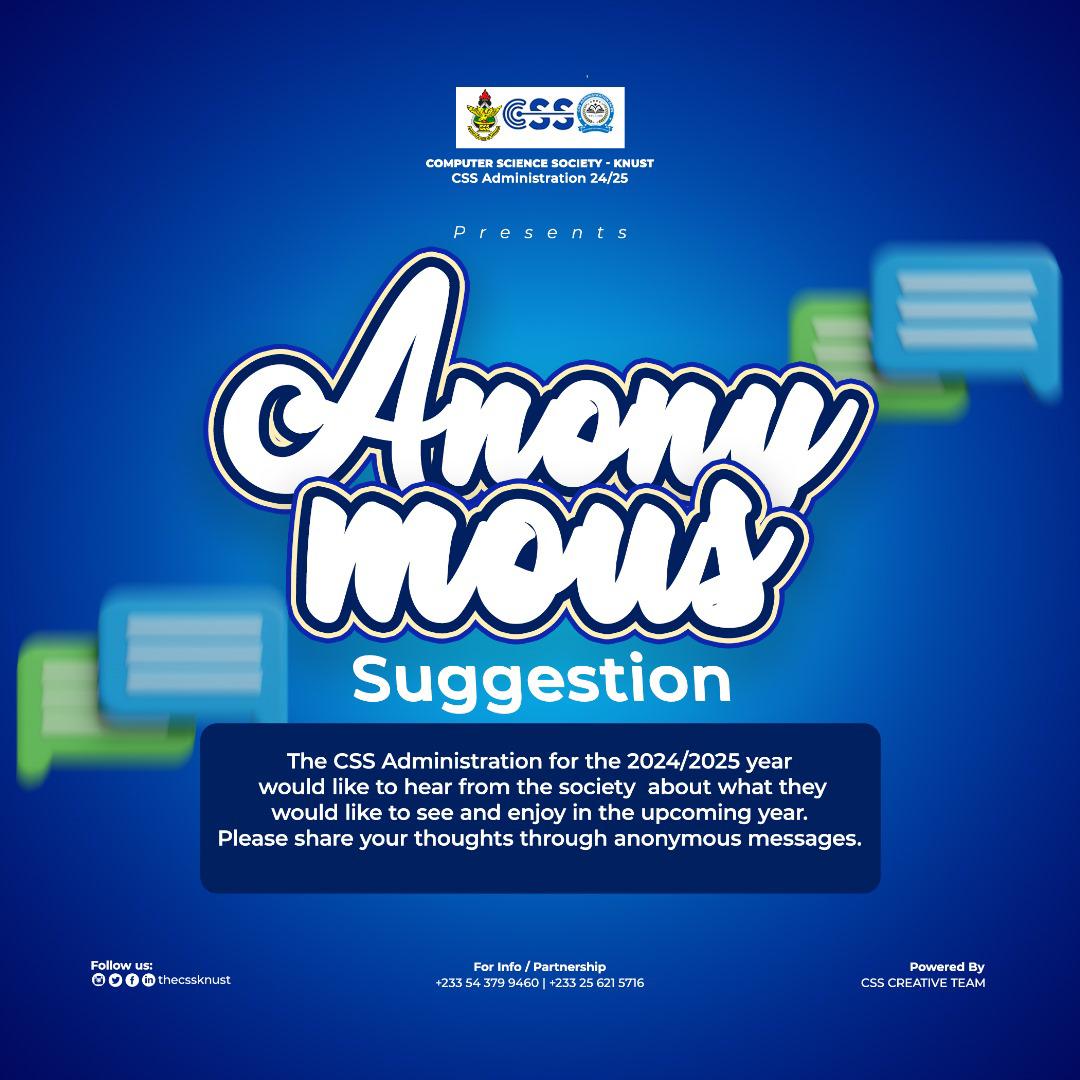 CSS
COMPUTER SCIENCE SOCIETY - KNUST
CSS Administration 24/25
Presents
Anony
mous
Suggestion
The CSS Administration for the 2024/2025 year
would like to hear from the society about what they
would like to see and enjoy in the upcoming year.
Please share your thoughts through anonymous messages.
Follow us:
thecssknust
For Info / Partnership
+233 54 379 9460 | +233 25 621 5716
Powered By
CSS CREATIVE TEAM